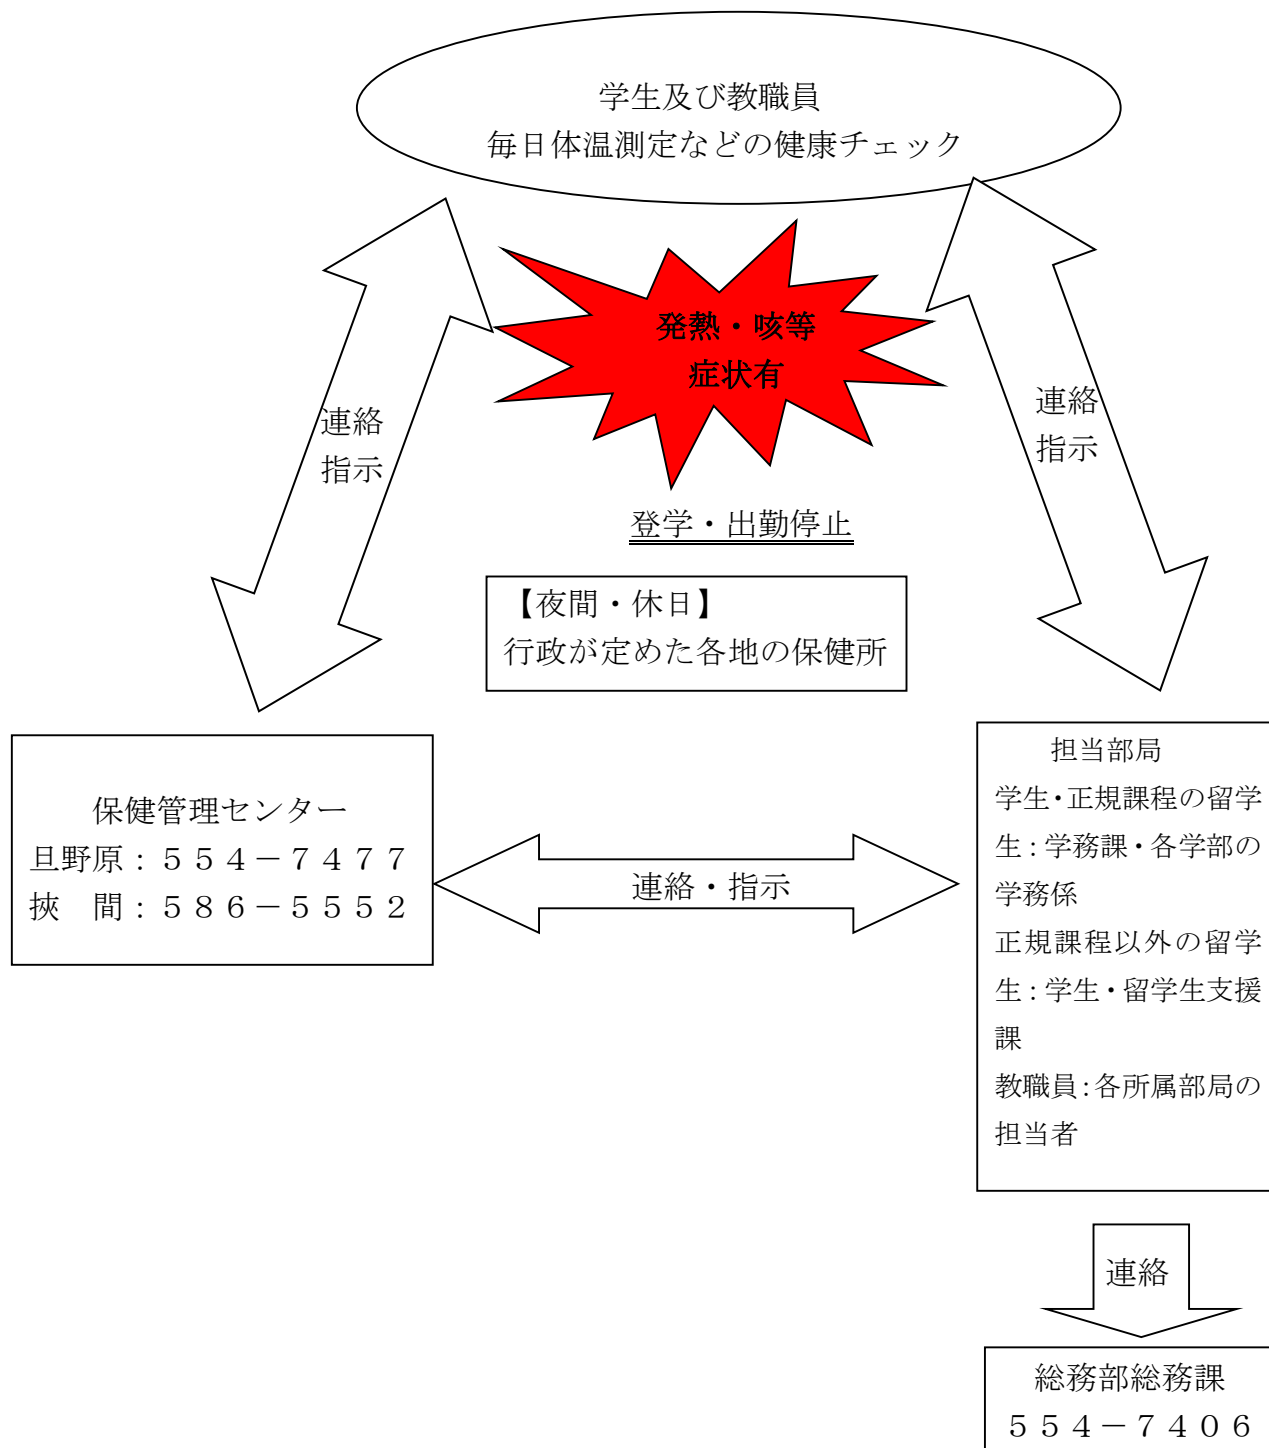 学生及び教職員
毎日体温測定などの健康チェック
発熱・咳等
症状有
連絡
指示
連絡
指示
登学・出勤停止
【夜間・休日】
行政が定めた各地の保健所
保健管理センター
旦野原：５５４－７４７７
挾　間：５８６－５５５２
連絡・指示
担当部局
学生・正規課程の留学
生：学務課・各学部の
学務係
正規課程以外の留学
生：学生・留学生支援
課
教職員：各所属部局の
担当者
連絡
総務部総務課
５５４－７４０６